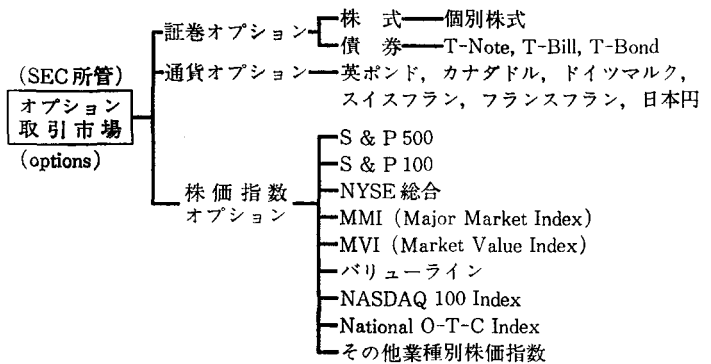 証巻オプション
株 式 個別株式
債 券 T-Note, T-Bill, T-Bond
(SEC所管)
オプション
取引市場
(options)
通貨オプション 英ポンド, カナダドル, ドイツマルク,
スイスフラン, フランスフラン, 日本円
株価指数
オプション
S & P 500
S & P 100
NYSE 総合
MMI (Major Market Index)
MVI (Market Value Index)
バリューライン
NASDAQ 100 Index
National O-T-C Index
その他業種別株価指数